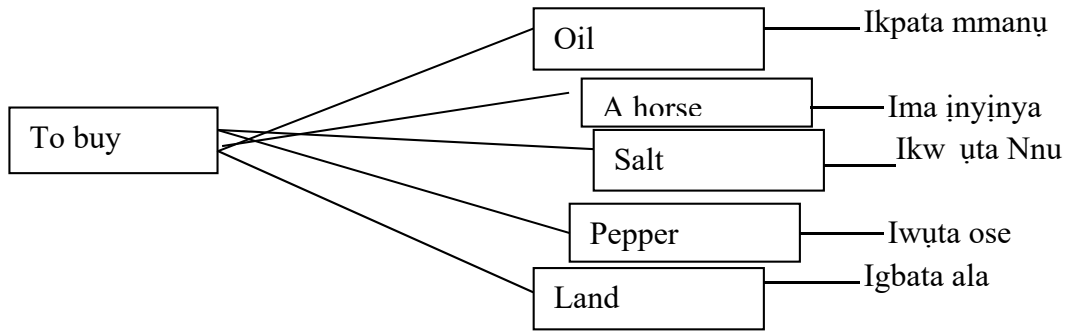 To buy
Oil
Ikpata mmanụ
A horse
Ima ịnyịnya
Salt
Ikw ụta Nnu
Pepper
Iwụta ose
Land
Igbata ala